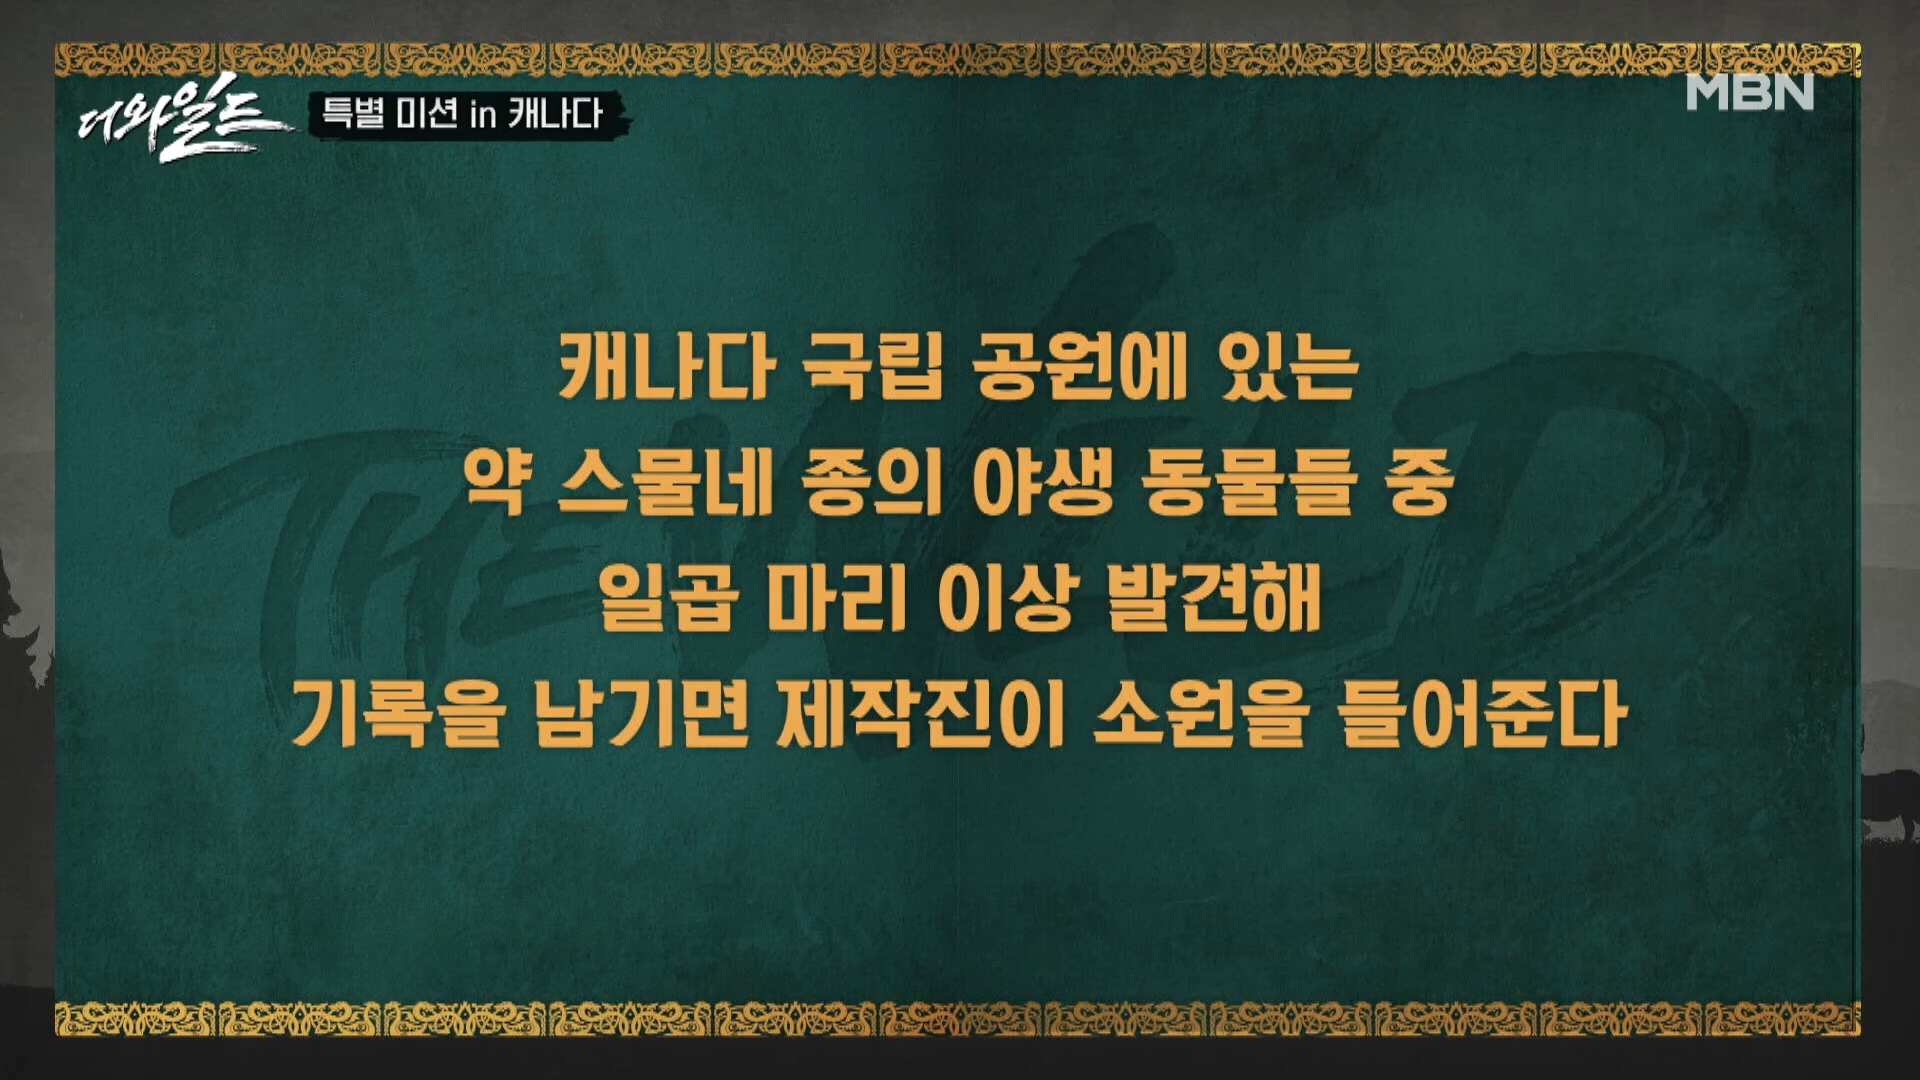 더와일드 특별 미션 in 캐나다
MBN
캐나다 국립 공원에 있는
약 스물네 종의 야생 동물들 중
일곱 마리 이상 발견해
기록을 남기면 제작진이 소원을 들어준다
THE WILD